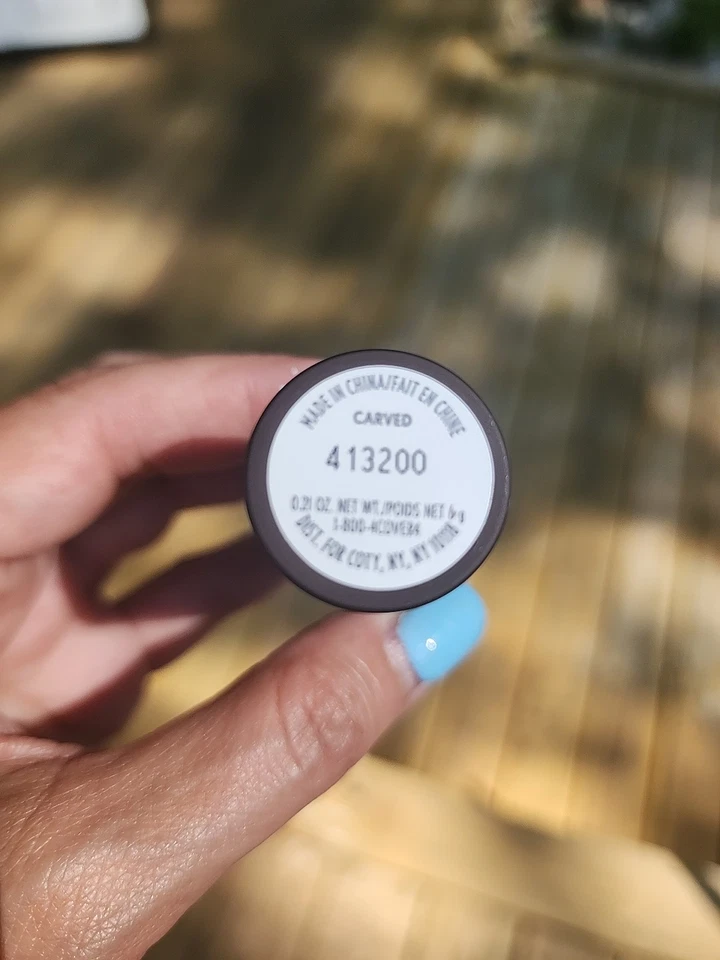 MADE IN CHINA/FAIT EN CHINE
CARVED
413200
0.21 OZ. NET WT./POIDS NET 6 g
1-800-4COVER4
DIST. FOR COTY, NY, NY 10118